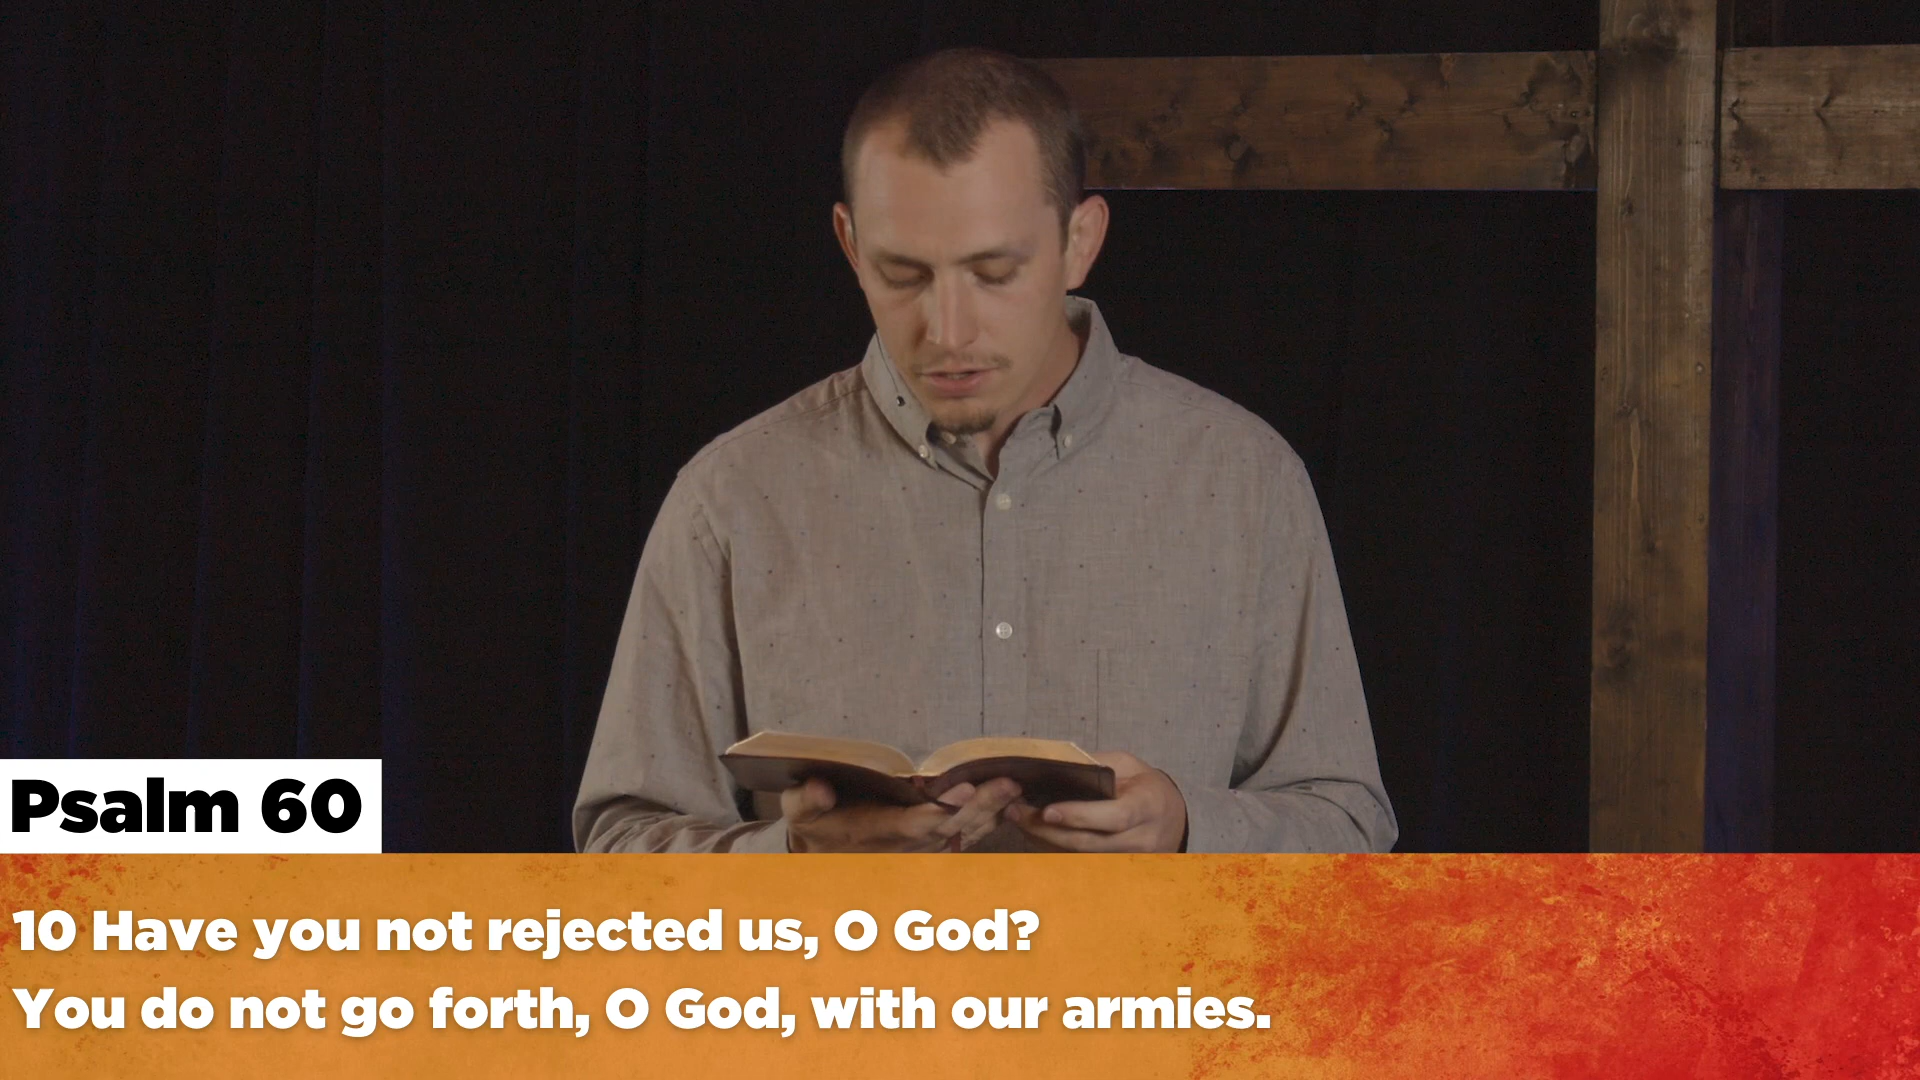 Psalm 60
10 Have you not rejected us, O God?
You do not go forth, O God, with our armies.